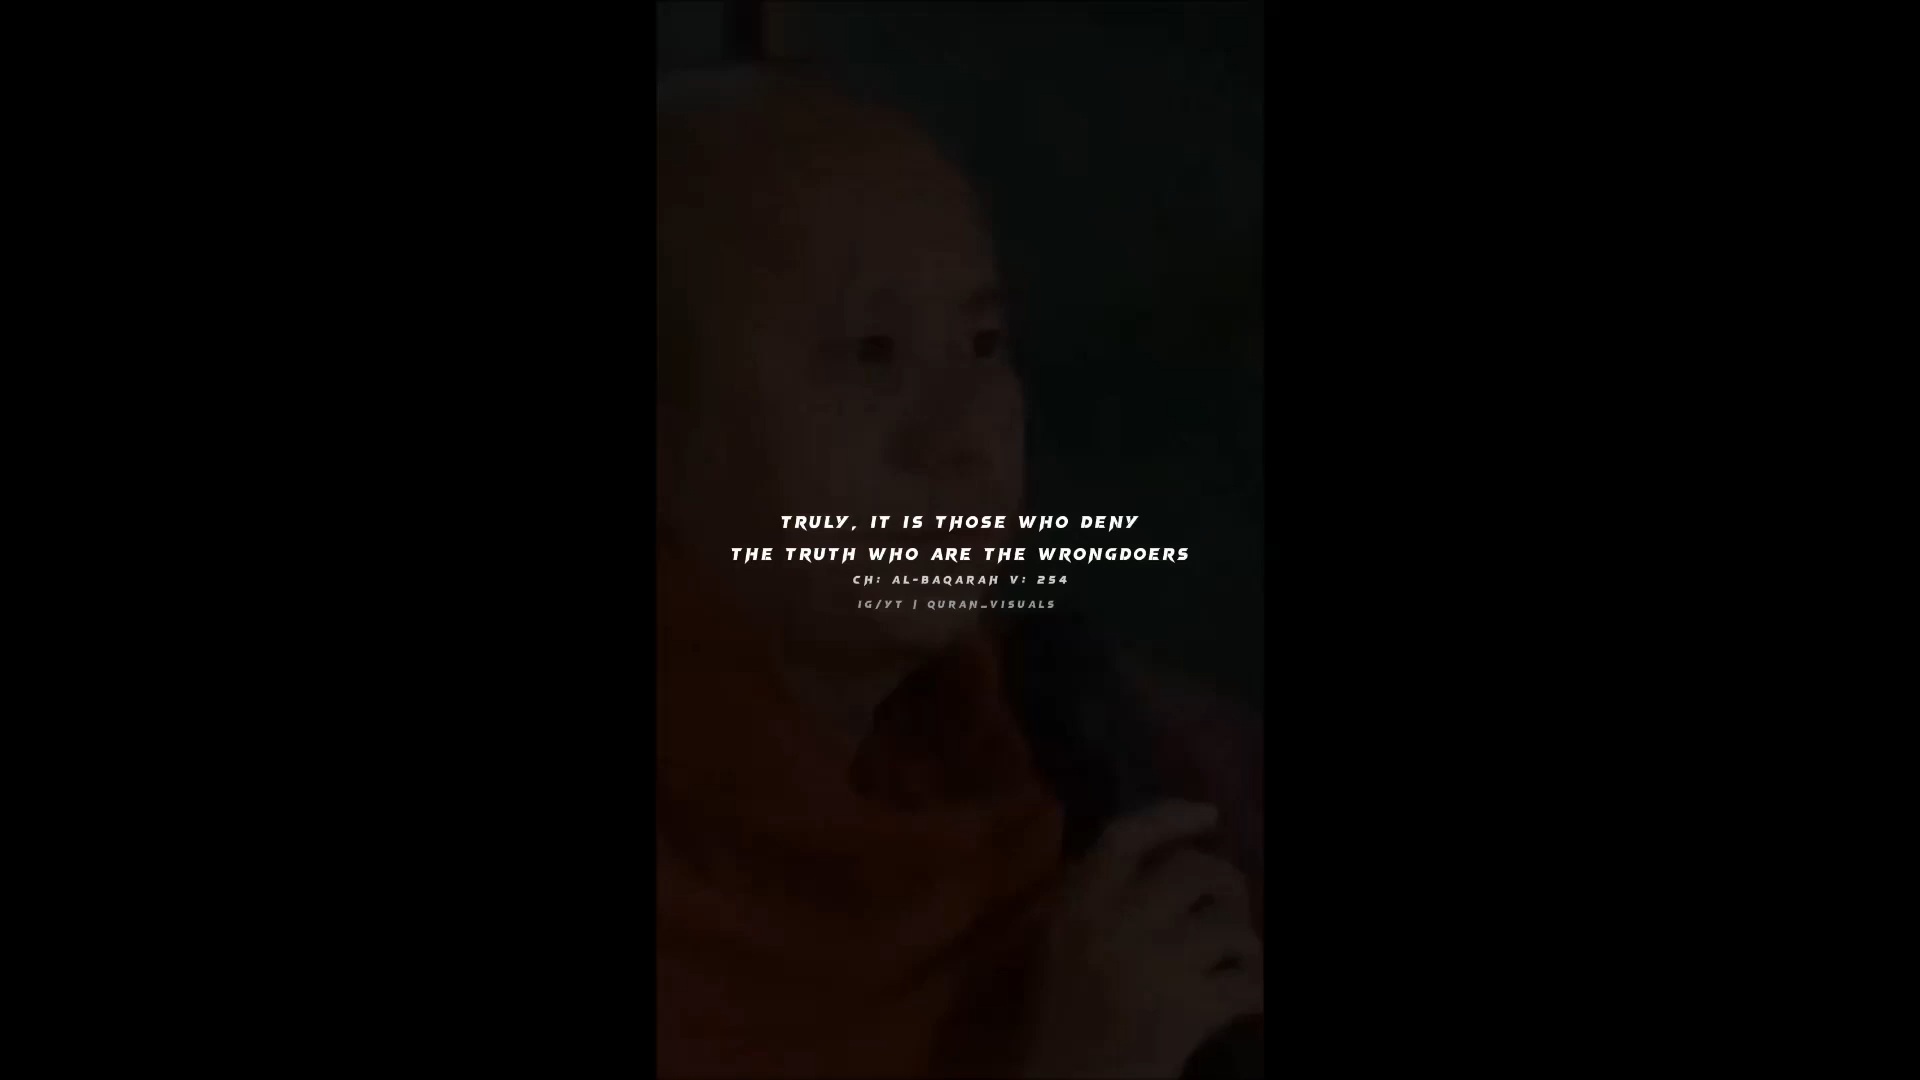 TRULY, IT IS THOSE WHO DENY
THE TRUTH WHO ARE THE WRONGDOERS
CH: AL-BAQARAH V: 254
IG/YT | QURAN_VISUALS